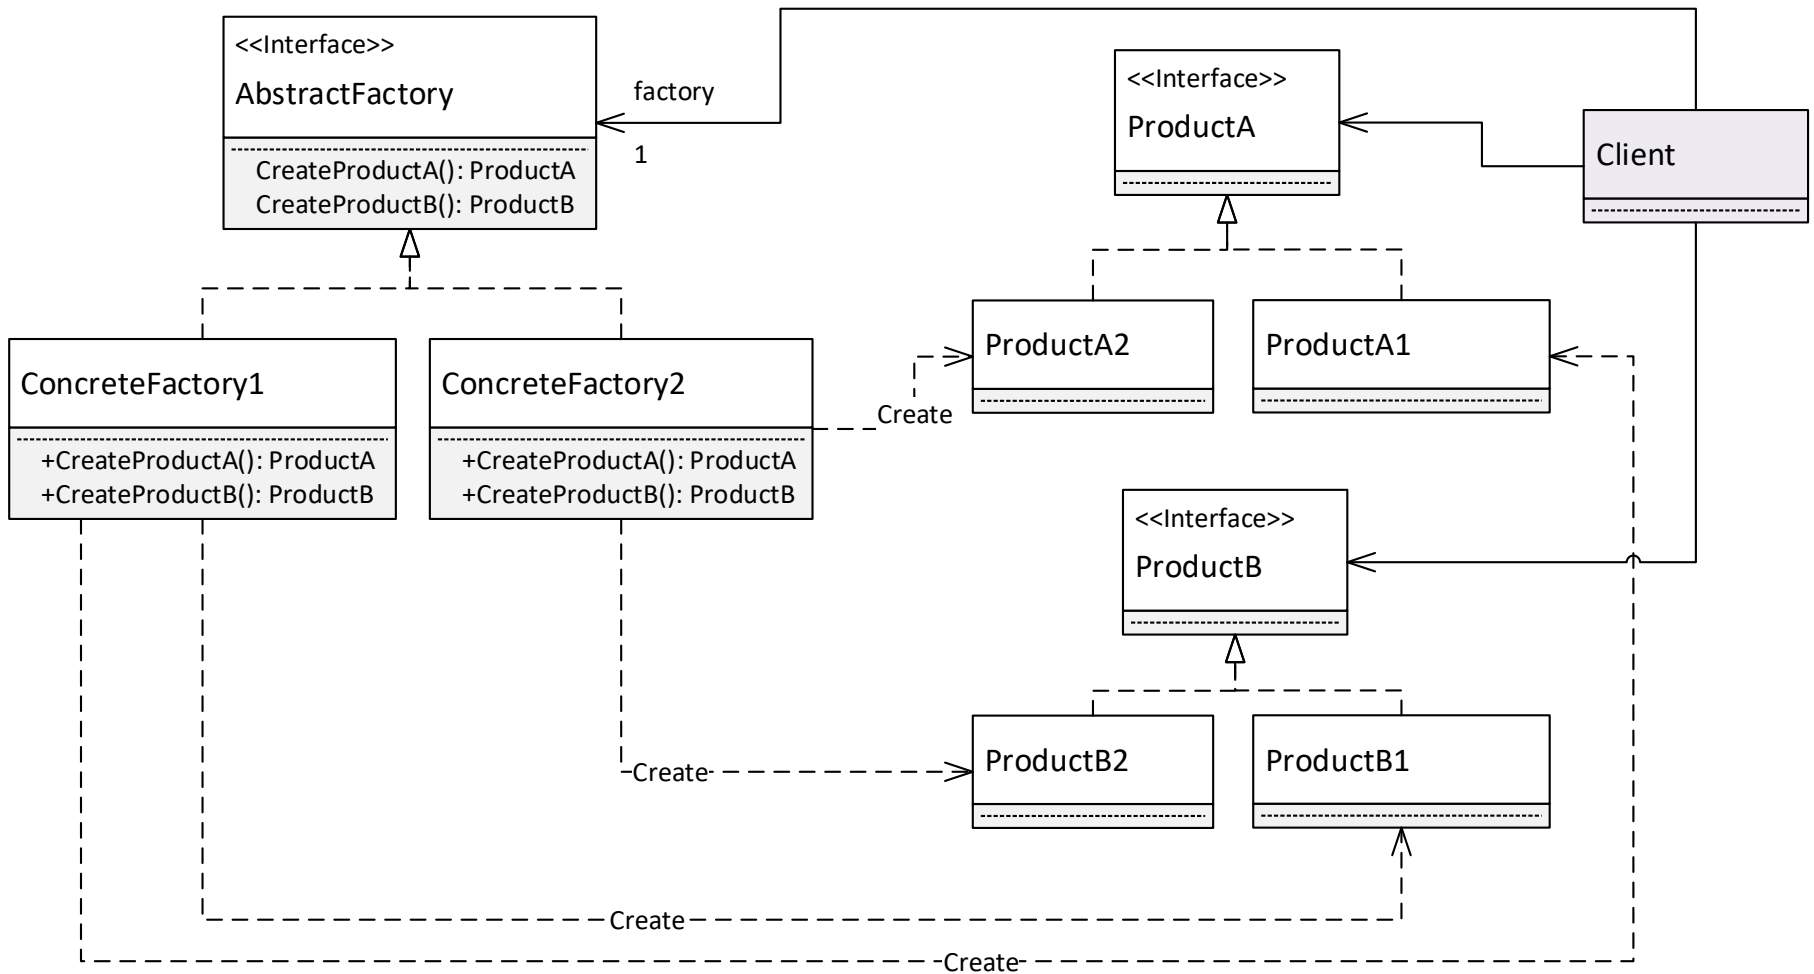 <<Interface>>
AbstractFactory
CreateProductA(): ProductA
CreateProductB(): ProductB
factory
1
<<Interface>>
ProductA
Client
ConcreteFactory1
+CreateProductA(): ProductA
+CreateProductB(): ProductB
ConcreteFactory2
+CreateProductA(): ProductA
+CreateProductB(): ProductB
Create
ProductA2
ProductA1
<<Interface>>
ProductB
Create
ProductB2
ProductB1
Create
Create